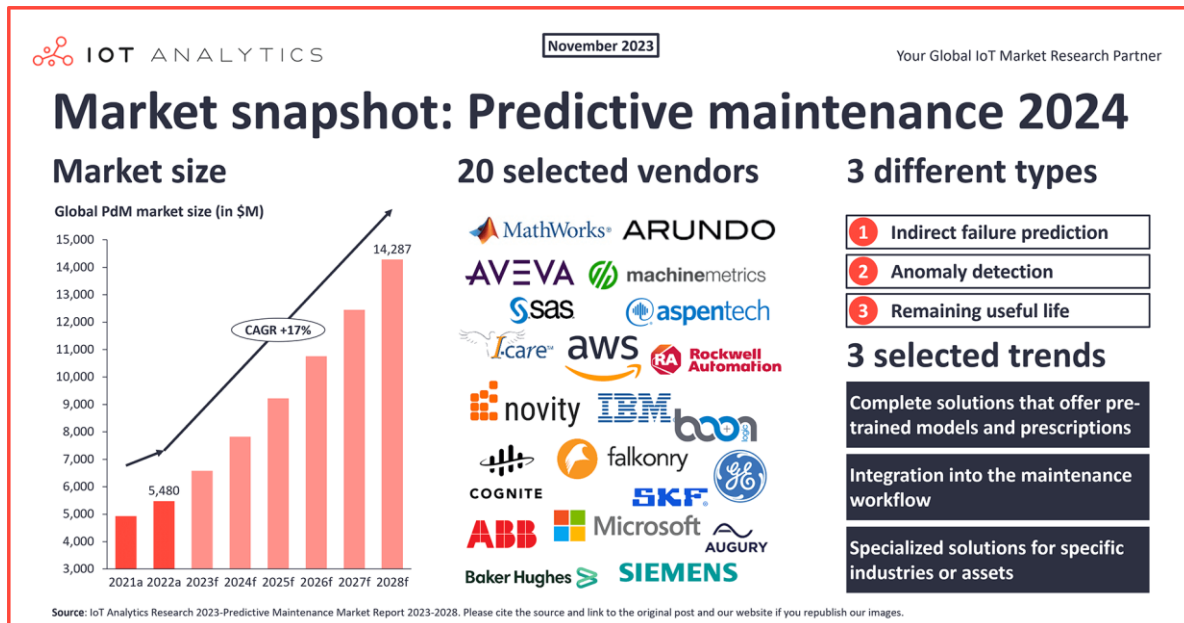 IOT ANALYTICS
November 2023
Your Global IoT Market Research Partner
Market snapshot: Predictive maintenance 2024
Market size
Global PdM market size (in $M)
15,000
14,000
13,000
12,000
11,000
10,000
9,000
8,000
7,000
6,000
5,000
4,000
3,000
14,287
CAGR +17%
5,480
2021a 2022a 2023f 2024f 2025f 2026f 2027f 2028f
20 selected vendors
MathWorks® ARUNDO
AVEVA machinemetrics
sas aspentech
I-care™ aws RA Rockwell
Automation
novity IBM boon
logic
COGNITE falkonry GE
SKF®
ABB Microsoft AUGURY
Baker Hughes SIEMENS
3 different types
1 Indirect failure prediction
2 Anomaly detection
3 Remaining useful life
3 selected trends
Complete solutions that offer pre-
trained models and prescriptions
Integration into the maintenance
workflow
Specialized solutions for specific
industries or assets
Source: IoT Analytics Research 2023-Predictive Maintenance Market Report 2023-2028. Please cite the source and link to the original post and our website if you republish our images.